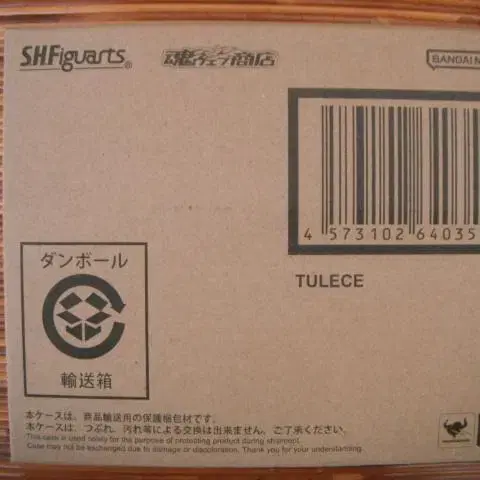 S.H.Figuarts®
魂ウェブ商店
BANDAI
4 573102 64035
TULECE
ダンボール
輸送箱
本ケースは、商品輸送用の保護梱包材です。
本ケースは、つぶれ、汚れ等による交換は出来ません、ご了承ください。
This case is used solely for the purpose of protecting product during shipment.
Case may not be exchanged due to damage or discoloration. Thank you for your understanding.